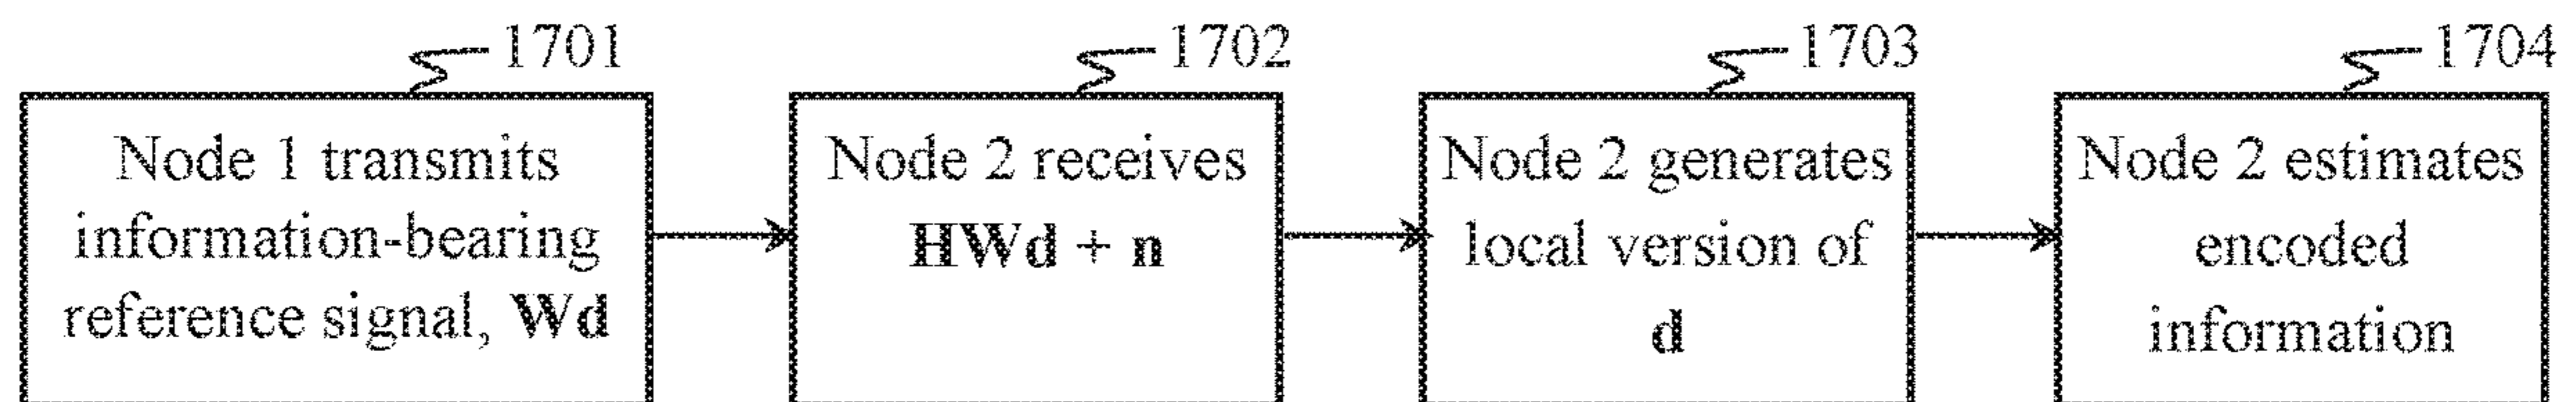 1701
1702
1703
1704
Node 1 transmits
information-bearing
reference signal, Wd
Node 2 receives
HWd + n
Node 2 generates
local version of
d
Node 2 estimates
encoded
information